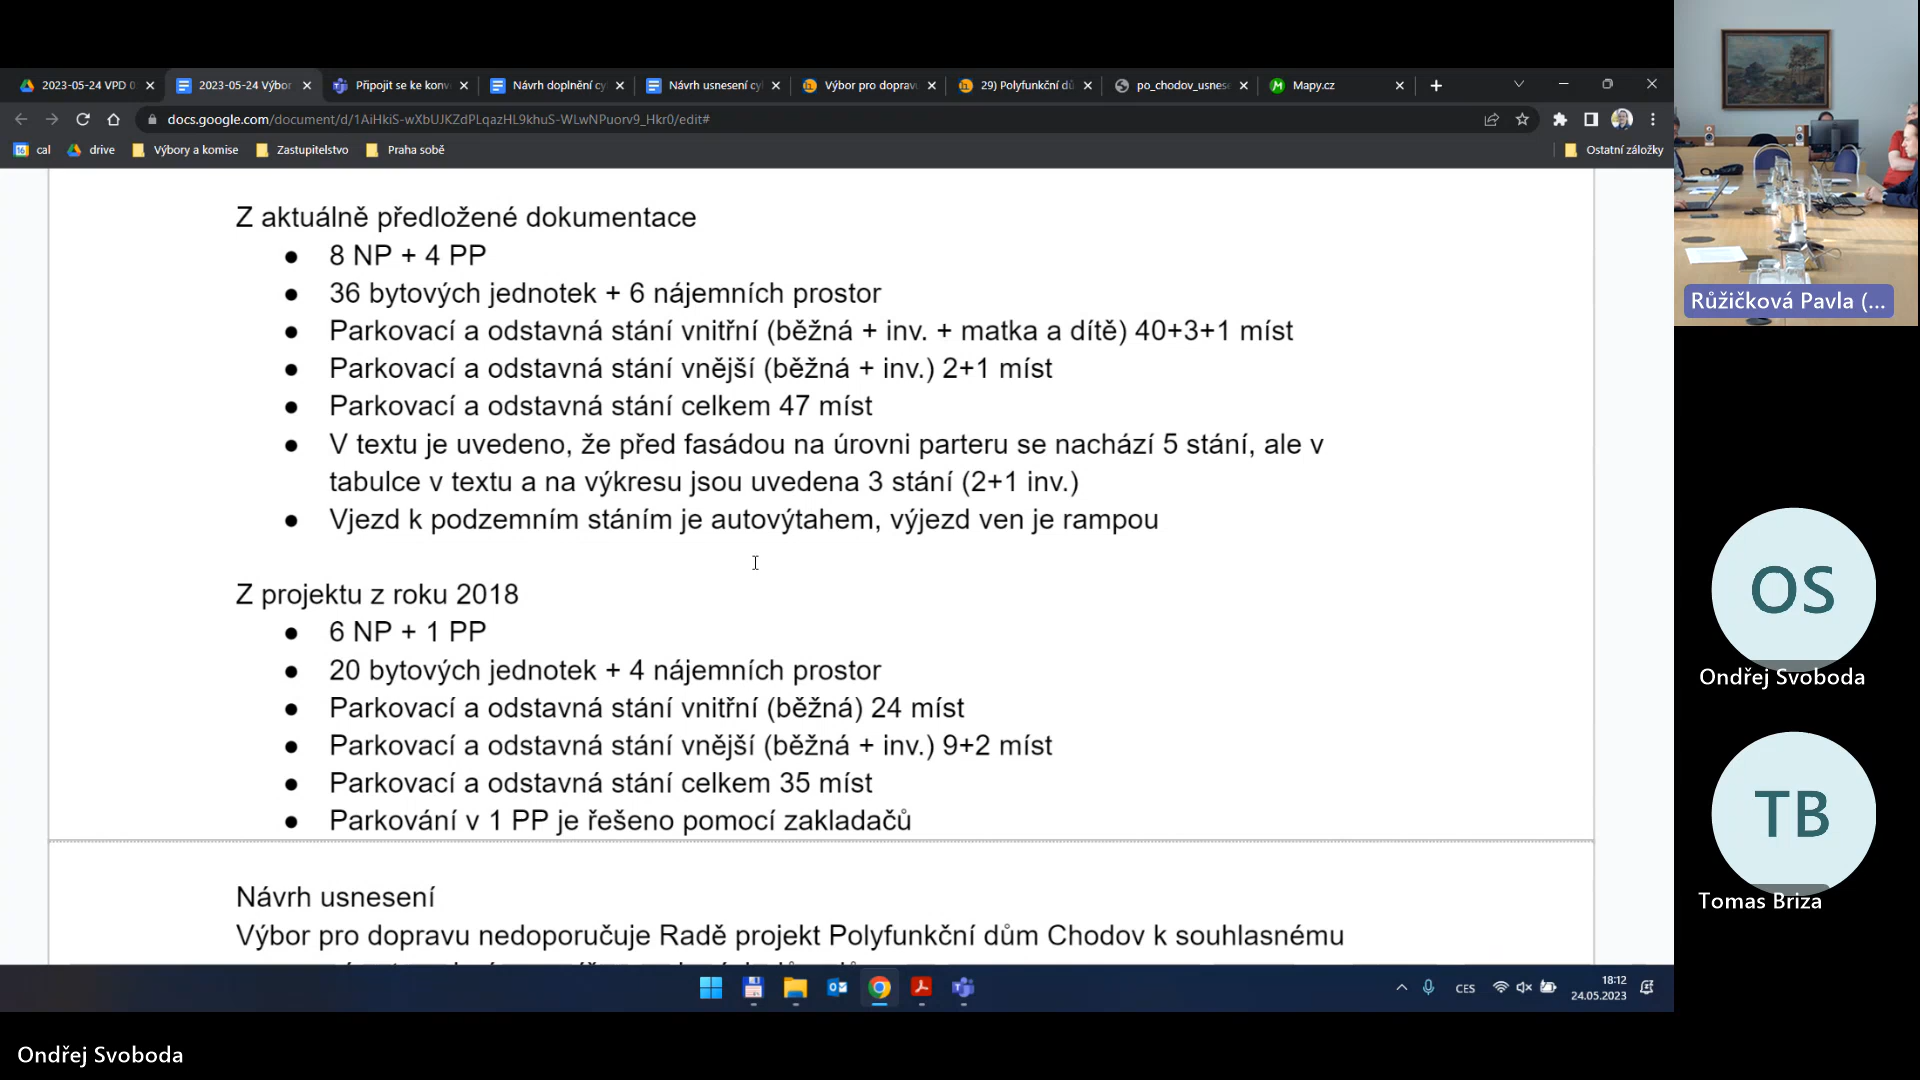 2023-05-24 VPD 0
2023-05-24 Výbor
Připojit se ke konv
Návrh doplnění cy
Návrh usnesení cy
Výbor pro doprav
29) Polyfunkční dů
po_chodov_usnese
Mapy.cz
docs.google.com/document/d/1AiHkiS-wXbUJKZdPLqazHL9khuS-WLwNPuorv9_Hkr0/edit#
16 cal
drive
Výbory a komise
Zastupitelstvo
Praha sobě
Ostatní záložky
Z aktuálně předložené dokumentace
● 8 NP + 4 PP
● 36 bytových jednotek + 6 nájemních prostor
● Parkovací a odstavná stání vnitřní (běžná + inv. + matka a dítě) 40+3+1 míst
● Parkovací a odstavná stání vnější (běžná + inv.) 2+1 míst
● Parkovací a odstavná stání celkem 47 míst
● V textu je uvedeno, že před fasádou na úrovni parteru se nachází 5 stání, ale v
tabulce v textu a na výkresu jsou uvedena 3 stání (2+1 inv.)
● Vjezd k podzemním stáním je autovýtahem, výjezd ven je rampou
Z projektu z roku 2018
● 6 NP + 1 PP
● 20 bytových jednotek + 4 nájemních prostor
● Parkovací a odstavná stání vnitřní (běžná) 24 míst
● Parkovací a odstavná stání vnější (běžná + inv.) 9+2 míst
● Parkovací a odstavná stání celkem 35 míst
● Parkování v 1 PP je řešeno pomocí zakladačů
Návrh usnesení
Výbor pro dopravu nedoporučuje Radě projekt Polyfunkční dům Chodov k souhlasnému
CES
18:12
24.05.2023
Růžičková Pavla (...
OS
Ondřej Svoboda
TB
Tomas Briza
Ondřej Svoboda